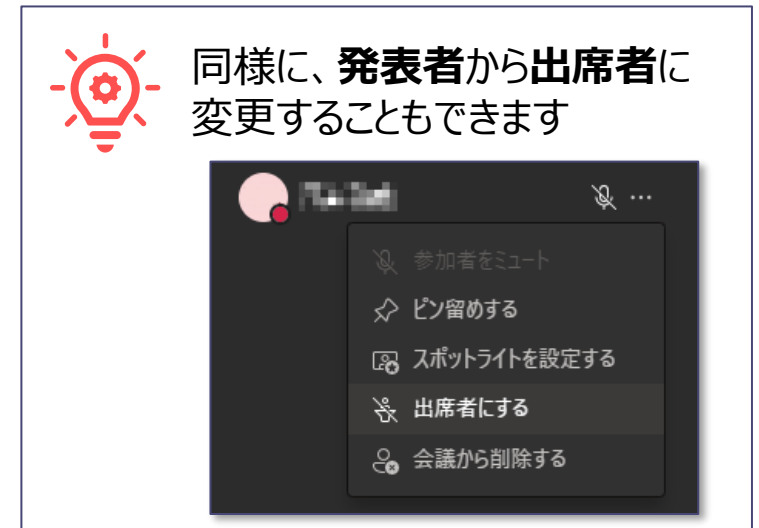 同様に、発表者から出席者に
変更することもできます
参加者をミュート
ピン留めする
スポットライトを設定する
出席者にする
会議から削除する